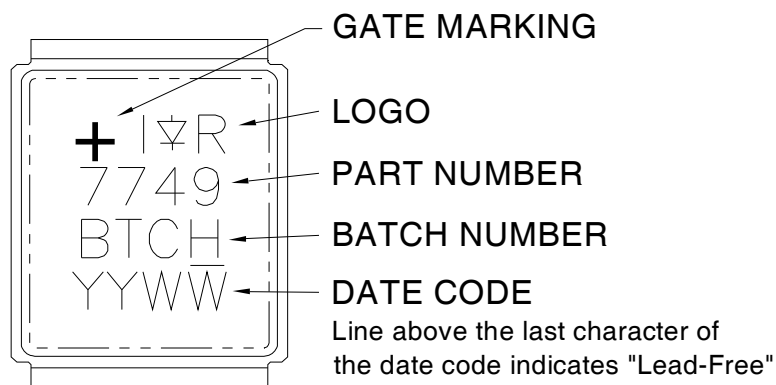 GATE MARKING
+ I R
LOGO
7749
PART NUMBER
BTCH
BATCH NUMBER
YYWW̅
DATE CODE
Line above the last character of
the date code indicates "Lead-Free"